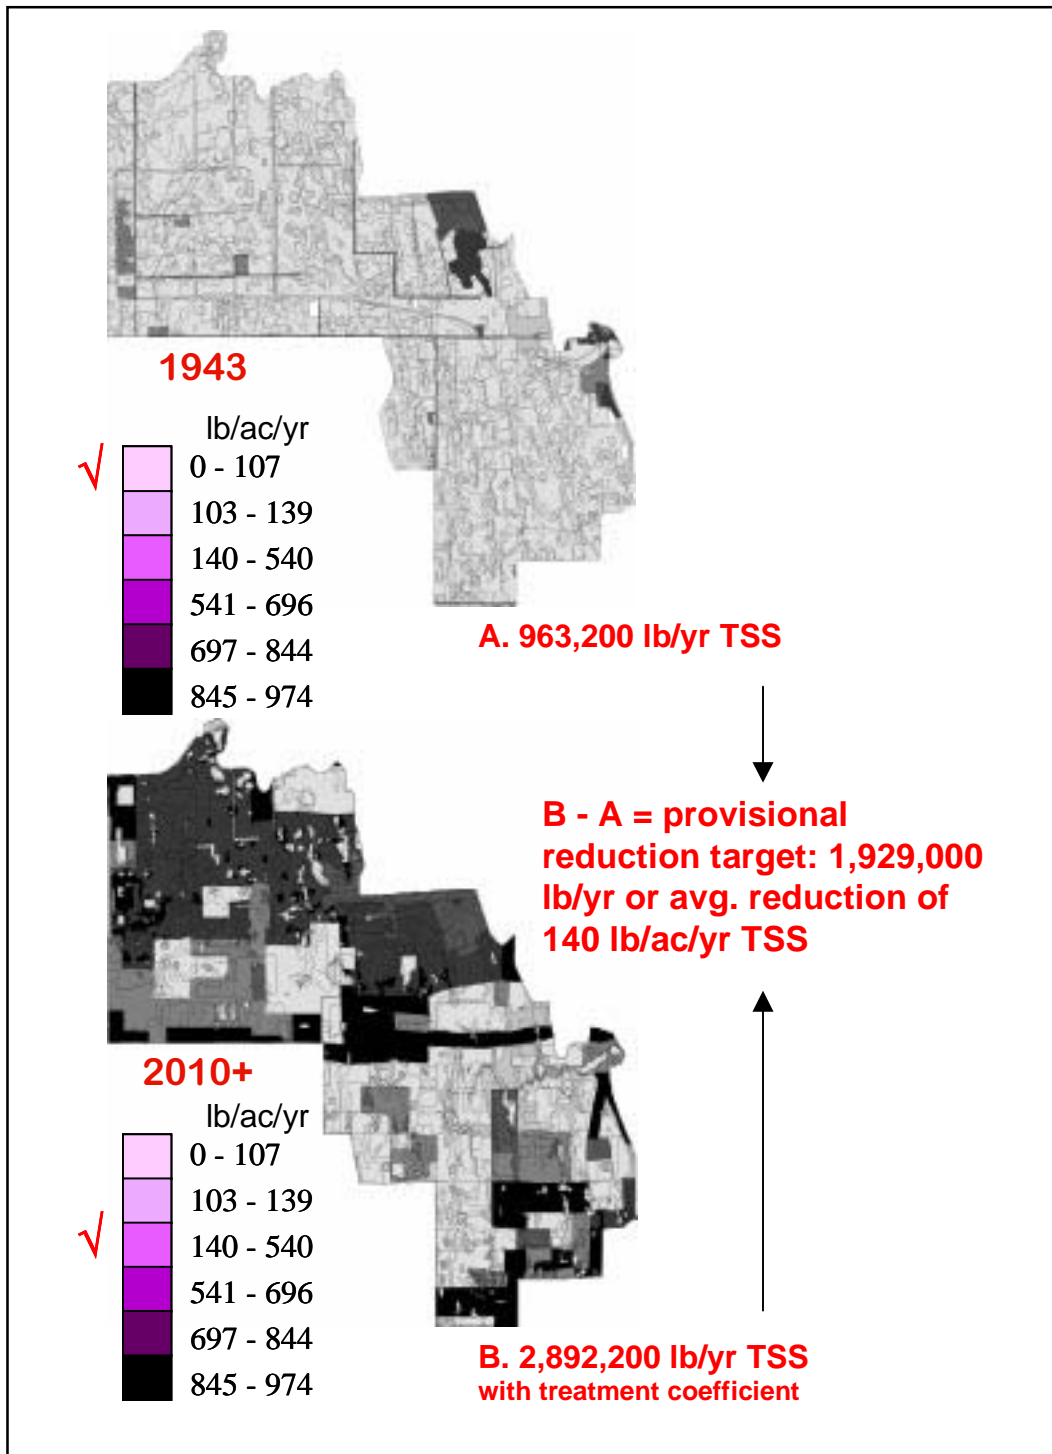 1943
lb/ac/yr
√ 0 - 107
103 - 139
140 - 540
541 - 696
697 - 844
845 - 974
A. 963,200 lb/yr TSS
B - A = provisional
reduction target: 1,929,000
lb/yr or avg. reduction of
140 lb/ac/yr TSS
2010+
lb/ac/yr
0 - 107
103 - 139
√ 140 - 540
541 - 696
697 - 844
845 - 974
B. 2,892,200 lb/yr TSS
with treatment coefficient